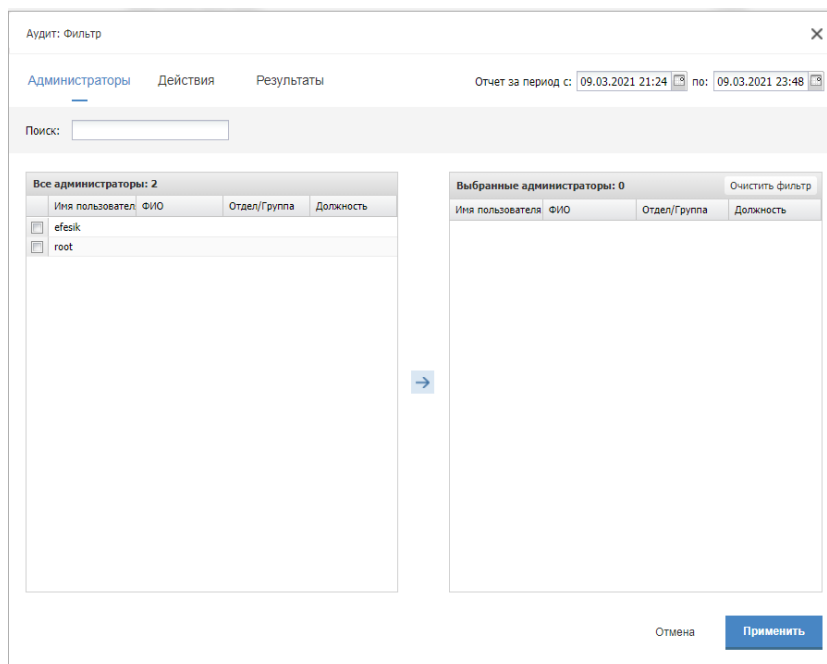 Аудит: Фильтр
Администраторы Действия Результаты Отчет за период с: 09.03.2021 21:24 по: 09.03.2021 23:48
Поиск:
Все администраторы: 2
Имя пользовател ФИО Отдел/Группа Должность
efesik
root
Выбранные администраторы: 0 Очистить фильтр
Имя пользователя ФИО Отдел/Группа Должность
Отмена Применить